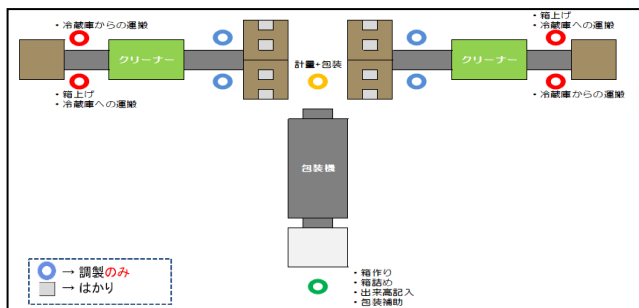 ・冷蔵庫からの運搬
クリーナー
・箱上げ
・冷蔵庫への運搬
計量+包装
・箱上げ
・冷蔵庫への運搬
クリーナー
・冷蔵庫からの運搬
包装機
・箱作り
・箱詰め
・出来高記入
・包装補助
→ 調製のみ
→ はかり